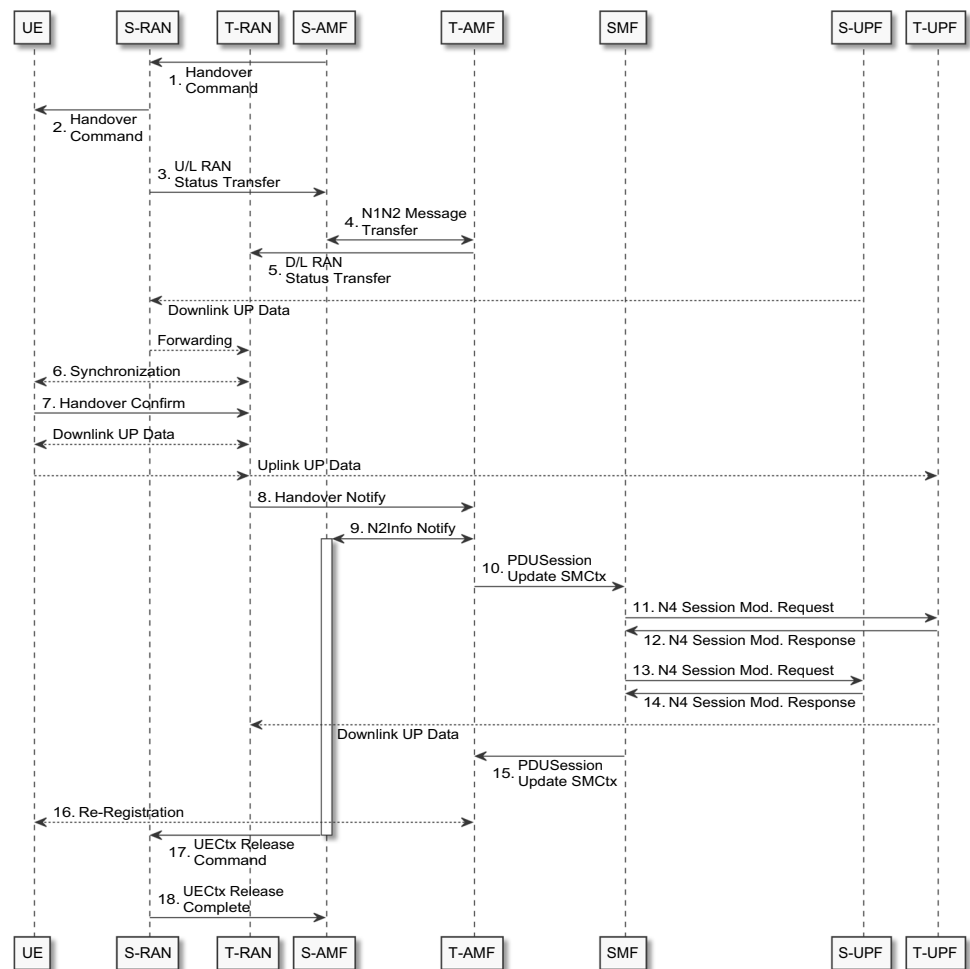 UE S-RAN T-RAN S-AMF T-AMF SMF S-UPF T-UPF
1. Handover
Command
2. Handover
Command
3. U/L RAN
Status Transfer
4. N1N2 Message
Transfer
5. D/L RAN
Status Transfer
Downlink UP Data
Forwarding
6. Synchronization
7. Handover Confirm
Downlink UP Data
Uplink UP Data
8. Handover Notify
9. N2Info Notify
10. PDUSession
Update SMCtx
11. N4 Session Mod. Request
12. N4 Session Mod. Response
13. N4 Session Mod. Request
14. N4 Session Mod. Response
Downlink UP Data
15. PDUSession
Update SMCtx
16. Re-Registration
17. UECtx Release
Command
18. UECtx Release
Complete
UE S-RAN T-RAN S-AMF T-AMF SMF S-UPF T-UPF